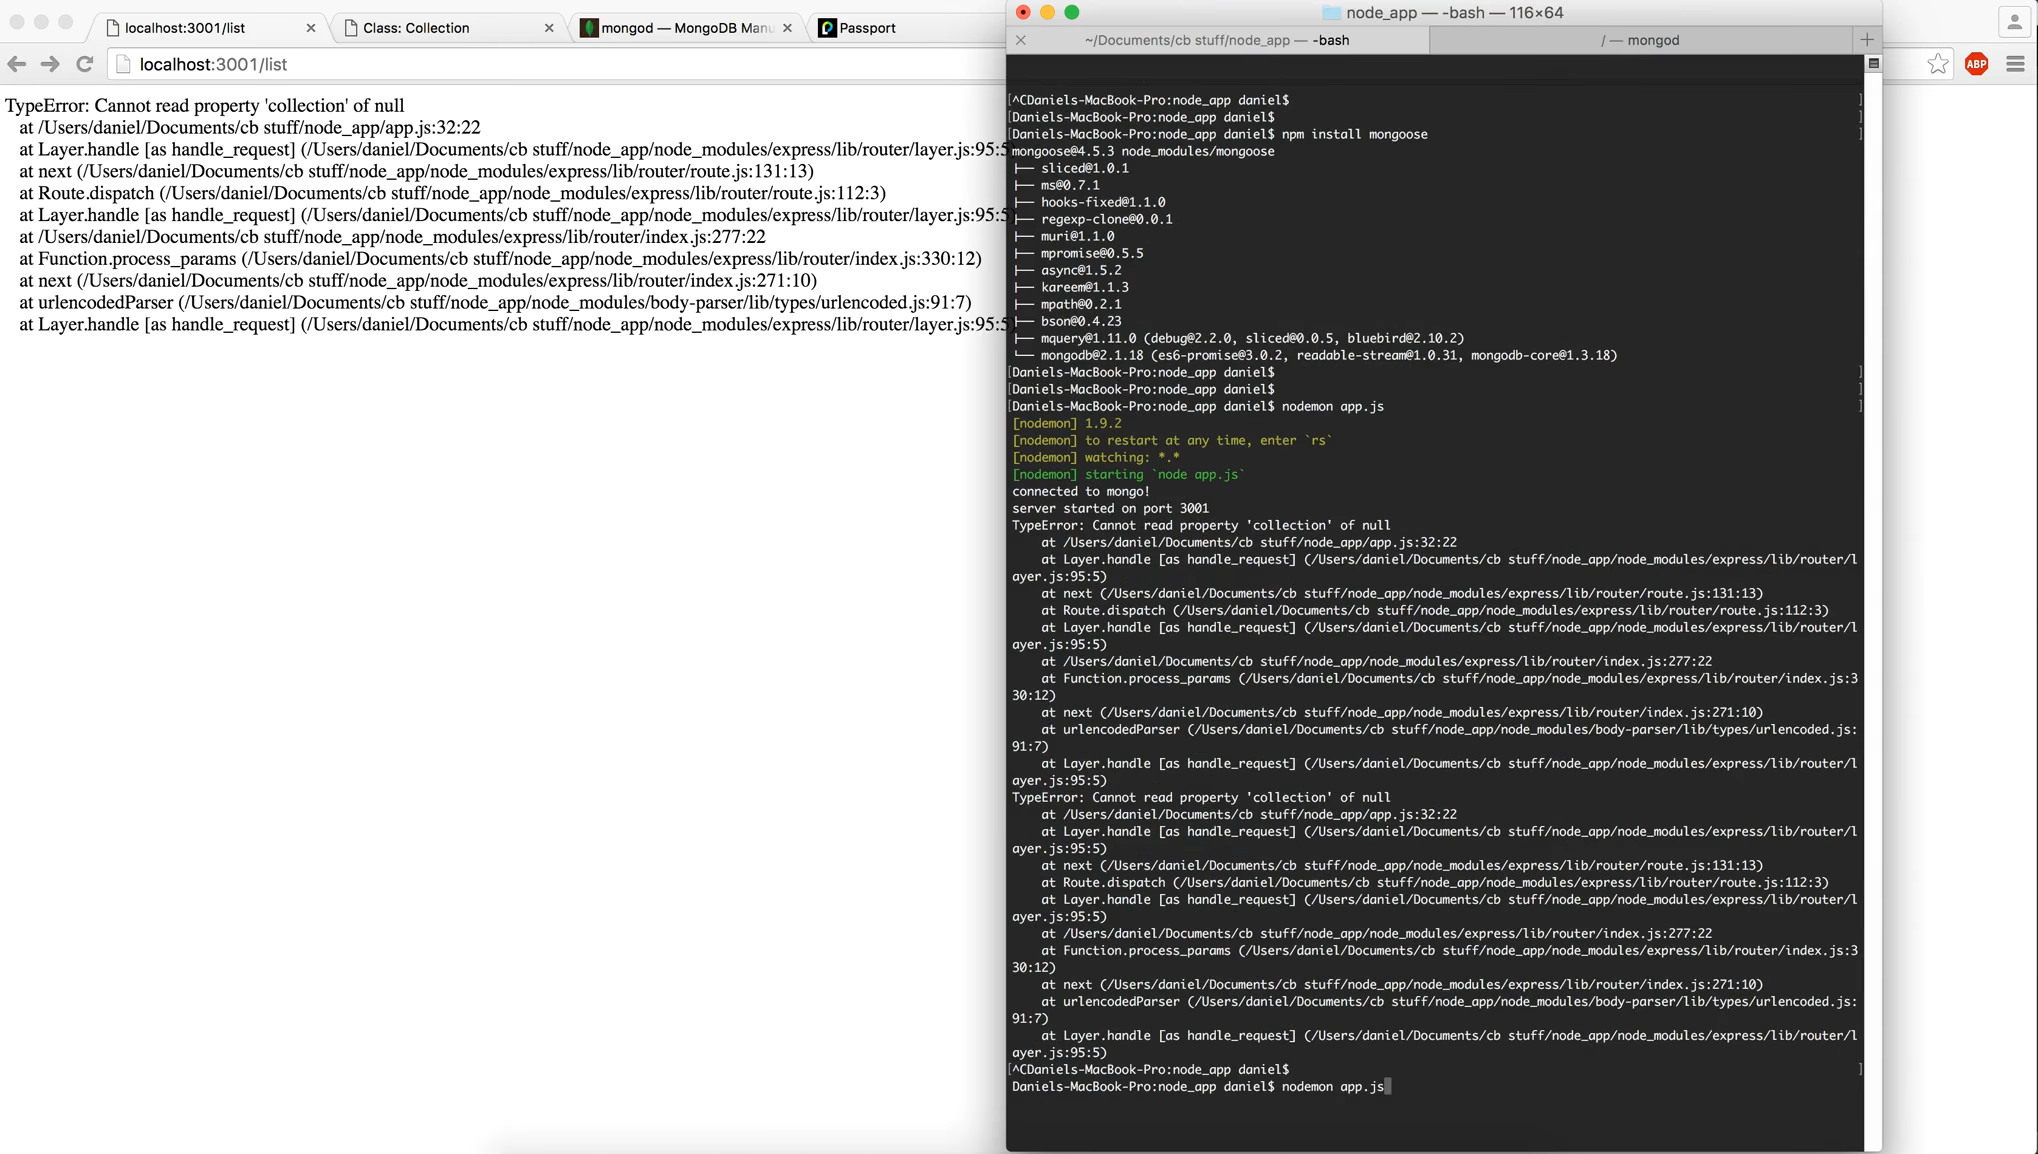 localhost:3001/list
Class: Collection
mongod — MongoDB Manu
Passport
localhost:3001/list
ABP
TypeError: Cannot read property 'collection' of null
at /Users/daniel/Documents/cb stuff/node_app/app.js:32:22
at Layer.handle [as handle_request] (/Users/daniel/Documents/cb stuff/node_app/node_modules/express/lib/router/layer.js:95:5)
at next (/Users/daniel/Documents/cb stuff/node_app/node_modules/express/lib/router/route.js:131:13)
at Route.dispatch (/Users/daniel/Documents/cb stuff/node_app/node_modules/express/lib/router/route.js:112:3)
at Layer.handle [as handle_request] (/Users/daniel/Documents/cb stuff/node_app/node_modules/express/lib/router/layer.js:95:5)
at /Users/daniel/Documents/cb stuff/node_app/node_modules/express/lib/router/index.js:277:22
at Function.process_params (/Users/daniel/Documents/cb stuff/node_app/node_modules/express/lib/router/index.js:330:12)
at next (/Users/daniel/Documents/cb stuff/node_app/node_modules/express/lib/router/index.js:271:10)
at urlencodedParser (/Users/daniel/Documents/cb stuff/node_app/node_modules/body-parser/lib/types/urlencoded.js:91:7)
at Layer.handle [as handle_request] (/Users/daniel/Documents/cb stuff/node_app/node_modules/express/lib/router/layer.js:95:5)
node_app — -bash — 116×64
~/Documents/cb stuff/node_app — -bash
/ — mongod
[^CDaniels-MacBook-Pro:node_app daniel$ ]
[Daniels-MacBook-Pro:node_app daniel$ ]
[Daniels-MacBook-Pro:node_app daniel$ npm install mongoose ]
mongoose@4.5.3 node_modules/mongoose
├── sliced@1.0.1
├── ms@0.7.1
├── hooks-fixed@1.1.0
├── regexp-clone@0.0.1
├── muri@1.1.0
├── mpromise@0.5.5
├── async@1.5.2
├── kareem@1.1.3
├── mpath@0.2.1
├── bson@0.4.23
├── mquery@1.11.0 (debug@2.2.0, sliced@0.0.5, bluebird@2.10.2)
└── mongodb@2.1.18 (es6-promise@3.0.2, readable-stream@1.0.31, mongodb-core@1.3.18)
[Daniels-MacBook-Pro:node_app daniel$ ]
[Daniels-MacBook-Pro:node_app daniel$ ]
[Daniels-MacBook-Pro:node_app daniel$ nodemon app.js ]
[nodemon] 1.9.2
[nodemon] to restart at any time, enter `rs`
[nodemon] watching: *.*
[nodemon] starting `node app.js`
connected to mongo!
server started on port 3001
TypeError: Cannot read property 'collection' of null
at /Users/daniel/Documents/cb stuff/node_app/app.js:32:22
at Layer.handle [as handle_request] (/Users/daniel/Documents/cb stuff/node_app/node_modules/express/lib/router/l
ayer.js:95:5)
at next (/Users/daniel/Documents/cb stuff/node_app/node_modules/express/lib/router/route.js:131:13)
at Route.dispatch (/Users/daniel/Documents/cb stuff/node_app/node_modules/express/lib/router/route.js:112:3)
at Layer.handle [as handle_request] (/Users/daniel/Documents/cb stuff/node_app/node_modules/express/lib/router/l
ayer.js:95:5)
at /Users/daniel/Documents/cb stuff/node_app/node_modules/express/lib/router/index.js:277:22
at Function.process_params (/Users/daniel/Documents/cb stuff/node_app/node_modules/express/lib/router/index.js:3
30:12)
at next (/Users/daniel/Documents/cb stuff/node_app/node_modules/express/lib/router/index.js:271:10)
at urlencodedParser (/Users/daniel/Documents/cb stuff/node_app/node_modules/body-parser/lib/types/urlencoded.js:
91:7)
at Layer.handle [as handle_request] (/Users/daniel/Documents/cb stuff/node_app/node_modules/express/lib/router/l
ayer.js:95:5)
TypeError: Cannot read property 'collection' of null
at /Users/daniel/Documents/cb stuff/node_app/app.js:32:22
at Layer.handle [as handle_request] (/Users/daniel/Documents/cb stuff/node_app/node_modules/express/lib/router/l
ayer.js:95:5)
at next (/Users/daniel/Documents/cb stuff/node_app/node_modules/express/lib/router/route.js:131:13)
at Route.dispatch (/Users/daniel/Documents/cb stuff/node_app/node_modules/express/lib/router/route.js:112:3)
at Layer.handle [as handle_request] (/Users/daniel/Documents/cb stuff/node_app/node_modules/express/lib/router/l
ayer.js:95:5)
at /Users/daniel/Documents/cb stuff/node_app/node_modules/express/lib/router/index.js:277:22
at Function.process_params (/Users/daniel/Documents/cb stuff/node_app/node_modules/express/lib/router/index.js:3
30:12)
at next (/Users/daniel/Documents/cb stuff/node_app/node_modules/express/lib/router/index.js:271:10)
at urlencodedParser (/Users/daniel/Documents/cb stuff/node_app/node_modules/body-parser/lib/types/urlencoded.js:
91:7)
at Layer.handle [as handle_request] (/Users/daniel/Documents/cb stuff/node_app/node_modules/express/lib/router/l
ayer.js:95:5)
[^CDaniels-MacBook-Pro:node_app daniel$ ]
Daniels-MacBook-Pro:node_app daniel$ nodemon app.js